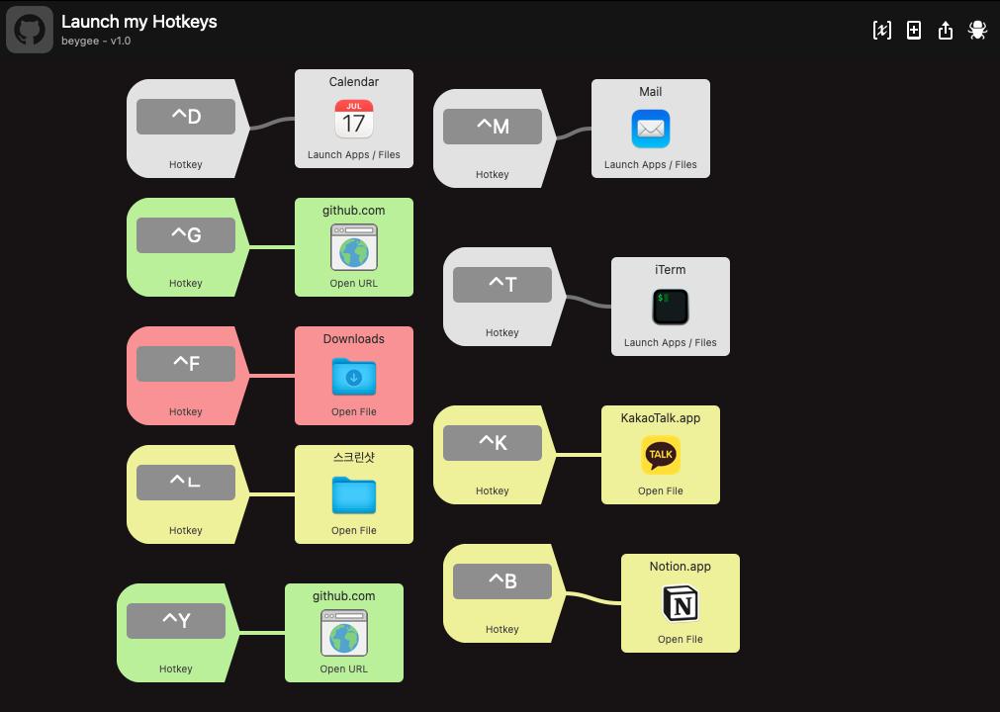 Launch my Hotkeys
beygee - v1.0
^D
Hotkey
Calendar
JUL
17
Launch Apps / Files
^M
Hotkey
Mail
Launch Apps / Files
^G
Hotkey
github.com
Open URL
^T
Hotkey
iTerm
$
Launch Apps / Files
^F
Hotkey
Downloads
Open File
^K
Hotkey
KakaoTalk.app
TALK
Open File
^ㄴ
Hotkey
스크린샷
Open File
^B
Hotkey
Notion.app
N
Open File
^Y
Hotkey
github.com
Open URL